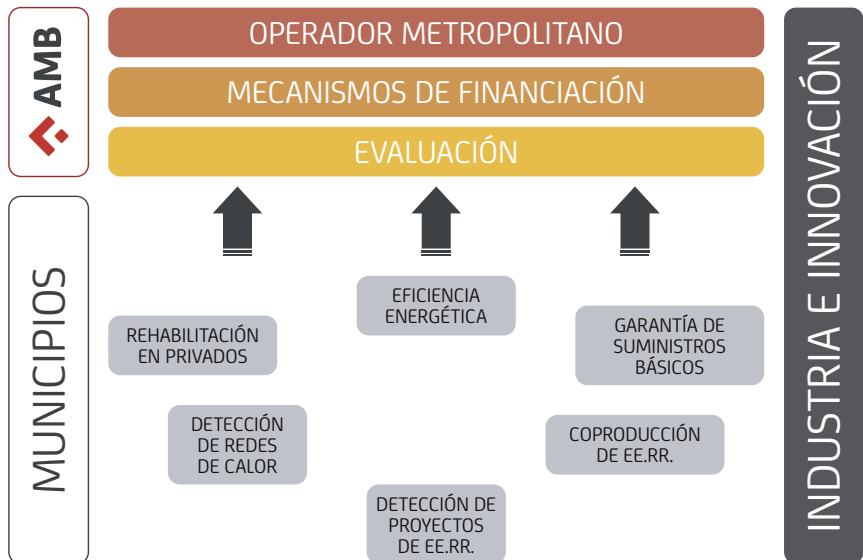 AMB
OPERADOR METROPOLITANO
MECANISMOS DE FINANCIACIÓN
EVALUACIÓN
MUNICIPIOS
REHABILITACIÓN
EN PRIVADOS
EFICIENCIA
ENERGÉTICA
GARANTÍA DE
SUMINISTROS
BÁSICOS
DETECCIÓN
DE REDES
DE CALOR
COPRODUCCIÓN
DE EE.RR.
DETECCIÓN DE
PROYECTOS
DE EE.RR.
INDUSTRIA E INNOVACIÓN